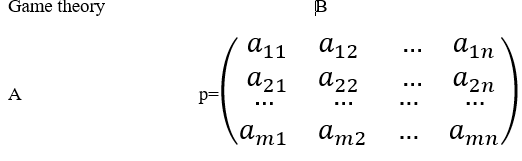 Game theory B
a₁₁ a₁₂ ... a₁ₙ
a₂₁ a₂₂ ... a₂ₙ
A p= ... ... ... ...
aₘ₁ aₘ₂ ... aₘₙ